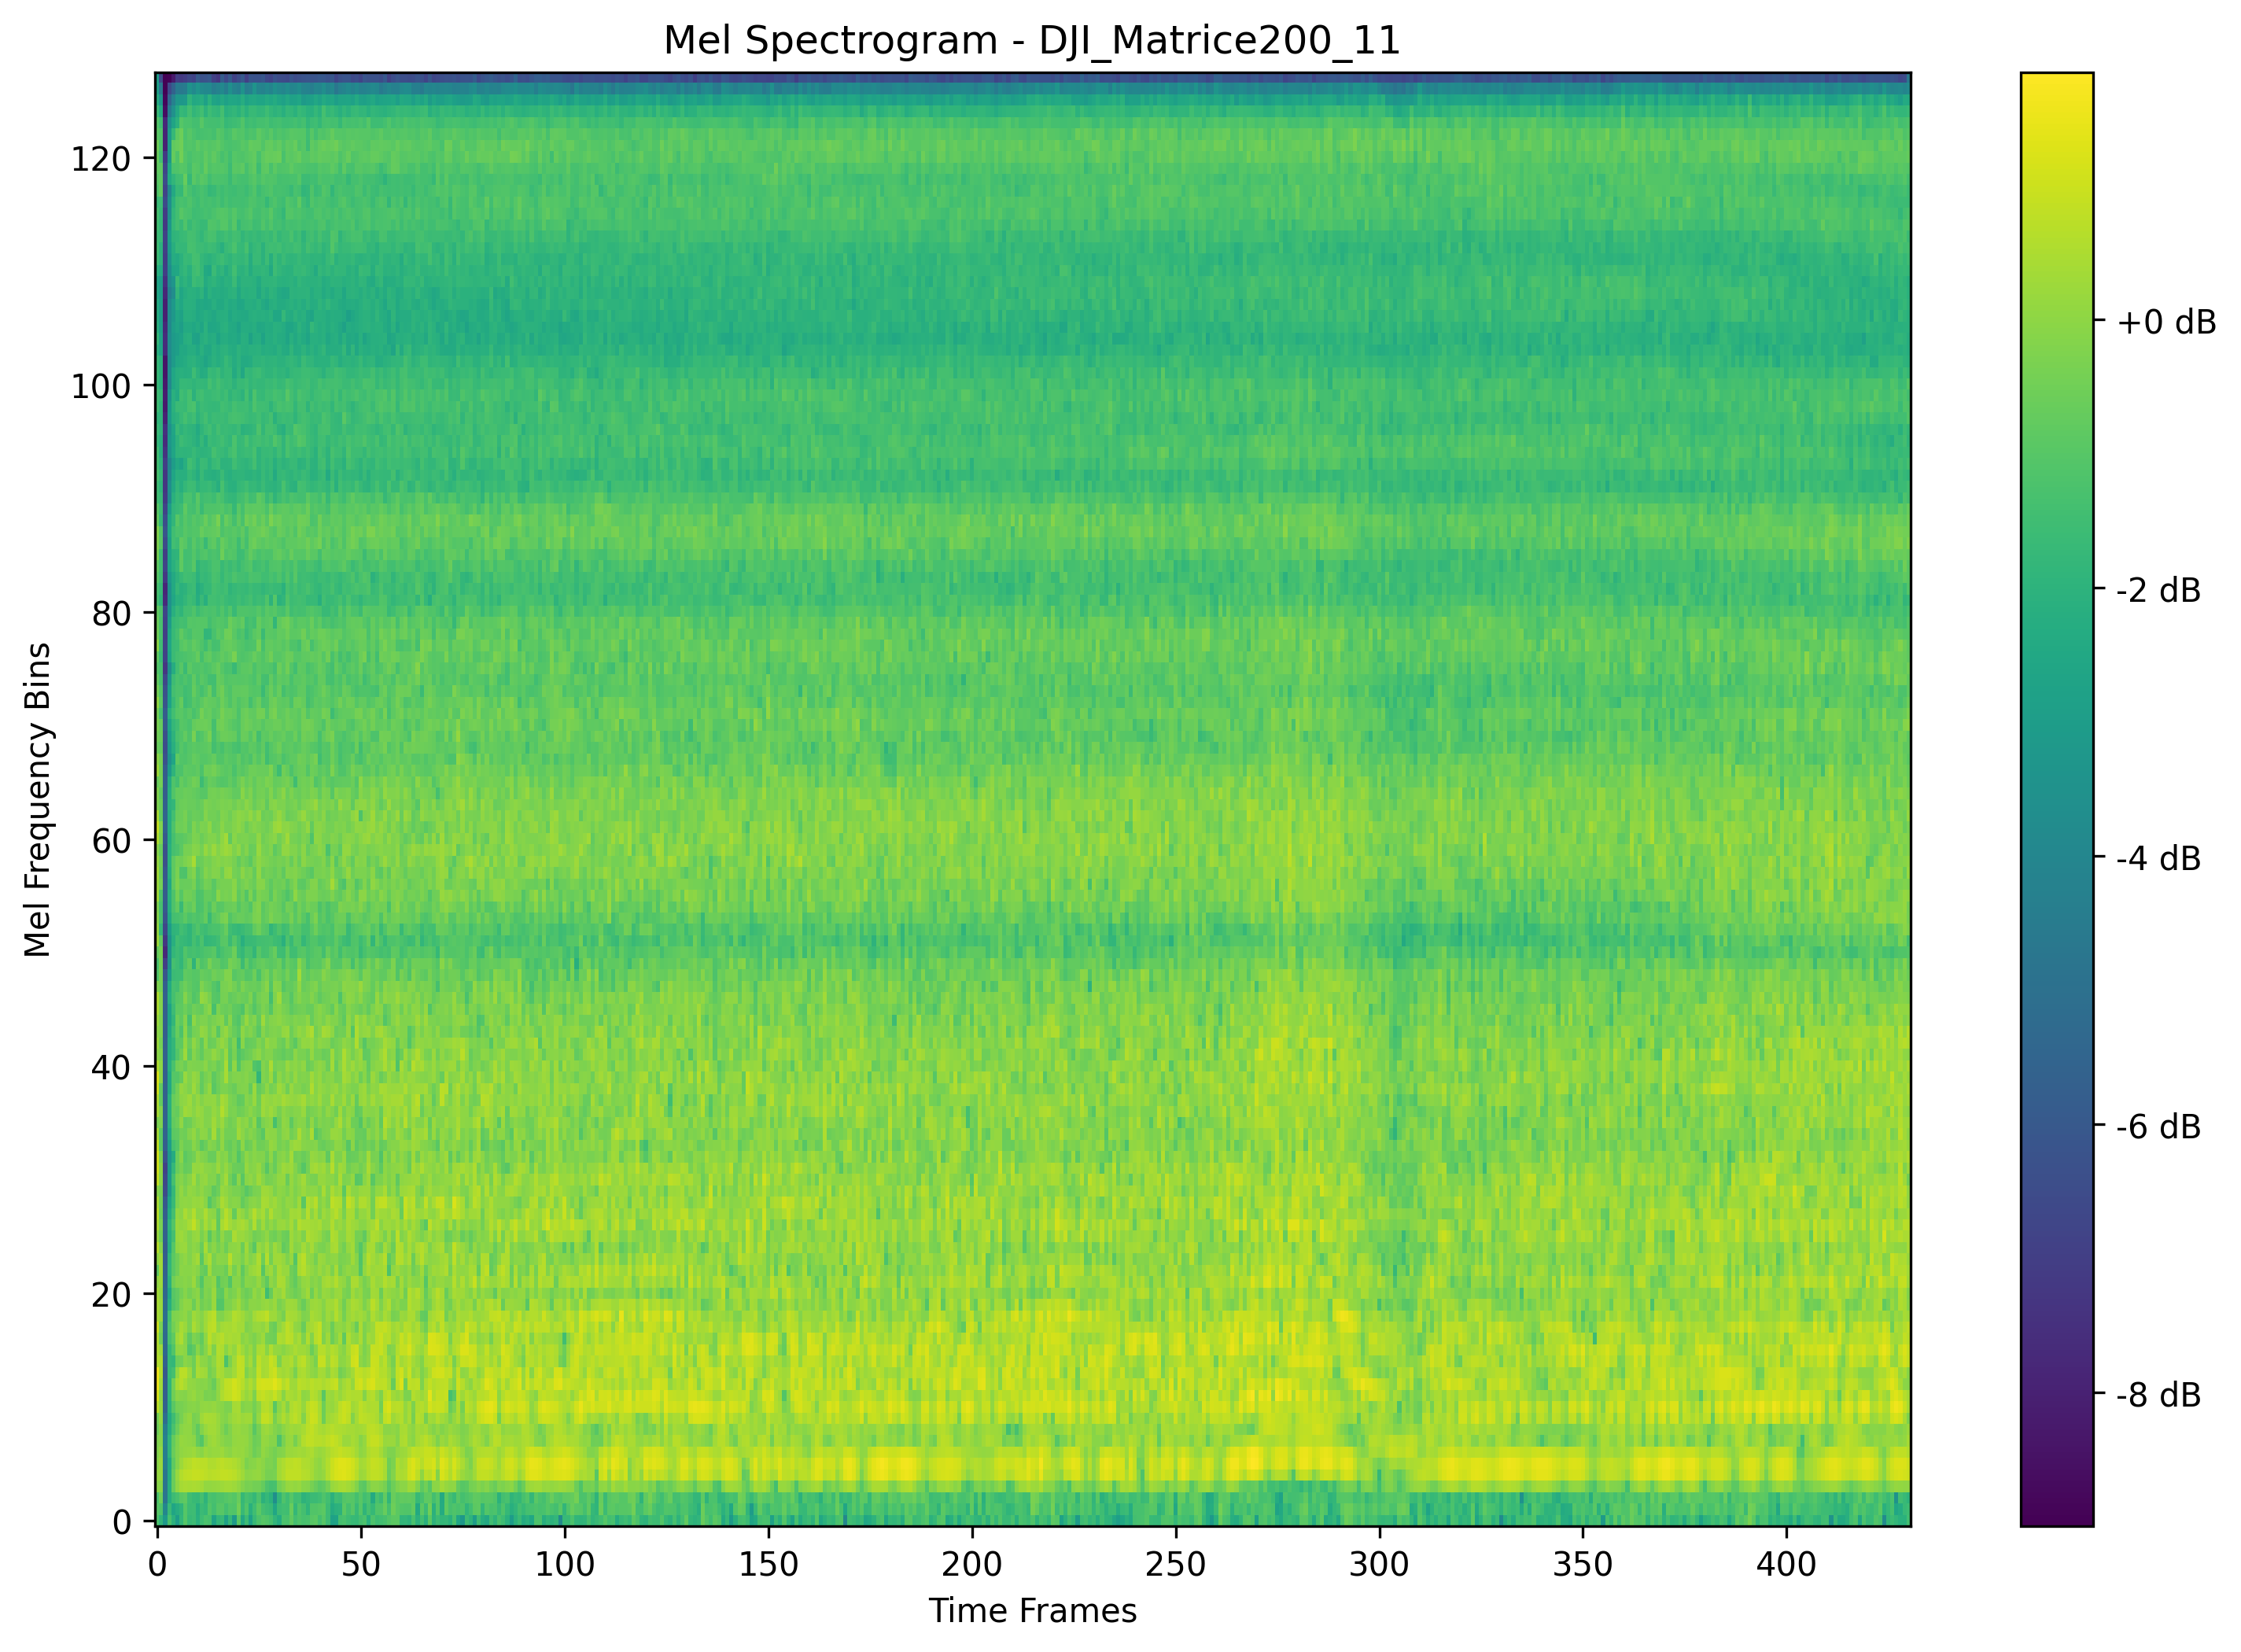 Mel Spectrogram - DJI_Matrice200_11
120
100
80
60
40
20
0
Mel Frequency Bins
0 50 100 150 200 250 300 350 400
Time Frames
+0 dB
-2 dB
-4 dB
-6 dB
-8 dB